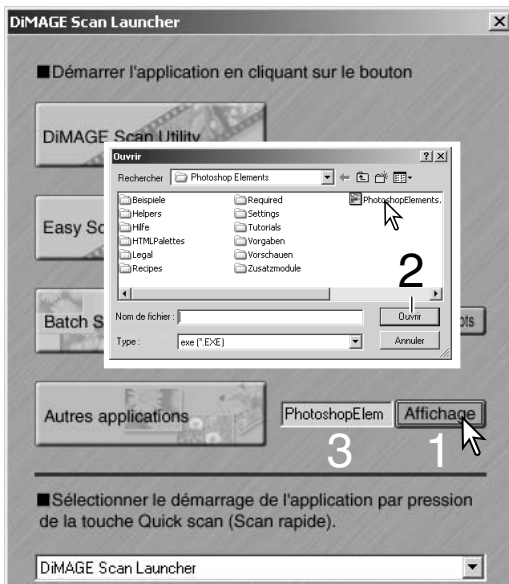 DiMAGE Scan Launcher
■Démarrer l'application en cliquant sur le bouton
DiMAGE Scan Utility
Ouvrir
Rechercher
Photoshop Elements
Beispiele
Required
PhotoshopElements.
Helpers
Settings
Hilfe
Tutorials
HTMLPalettes
Vorgaben
Legal
Vorschauen
Recipes
Zusatzmodule
2
Nom de fichier :
Ouvrir
Type :
exe (*.EXE)
Annuler
Easy Sc
Batch S
ots
Autres applications
PhotoshopElem
Affichage
3
1
■Sélectionner le démarrage de l'application par pression
de la touche Quick scan (Scan rapide).
DiMAGE Scan Launcher